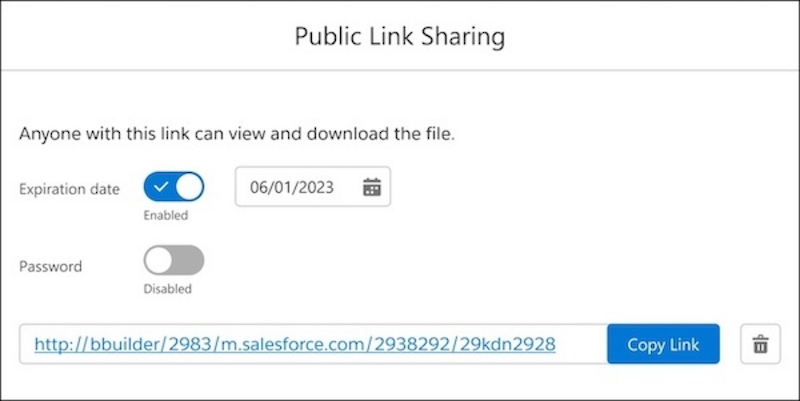 Public Link Sharing
Anyone with this link can view and download the file.
Expiration date
06/01/2023
Enabled
Password
Disabled
http://bbuilder/2983/m.salesforce.com/2938292/29kdn2928
Copy Link